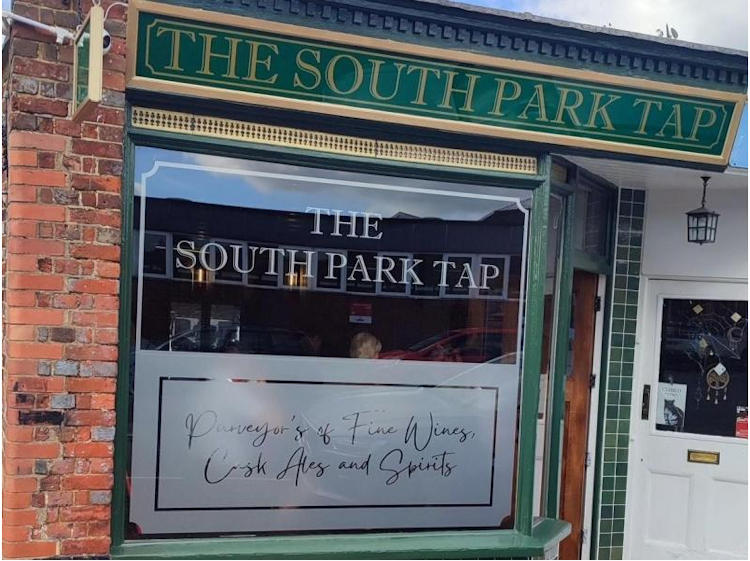 THE SOUTH PARK TAP
THE
SOUTH PARK TAP
Purveyor's of Fine Wines,
Cask Ales and Spirits